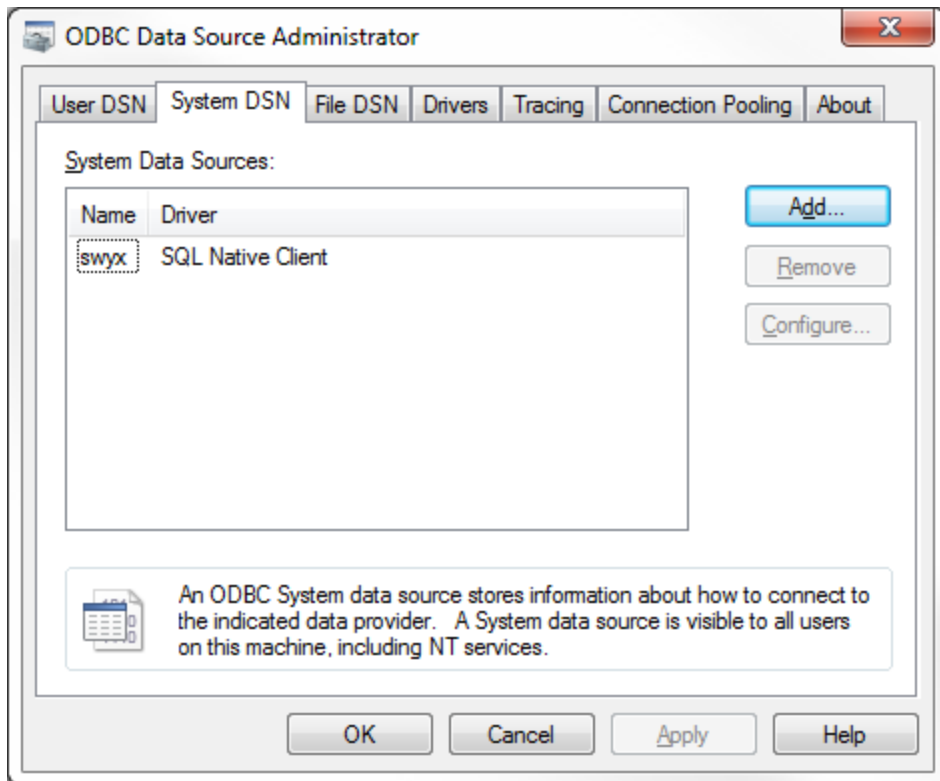 ODBC Data Source Administrator
User DSN System DSN File DSN Drivers Tracing Connection Pooling About
System Data Sources:
Name Driver
swyx SQL Native Client
Add...
Remove
Configure...
An ODBC System data source stores information about how to connect to
the indicated data provider. A System data source is visible to all users
on this machine, including NT services.
OK Cancel Apply Help